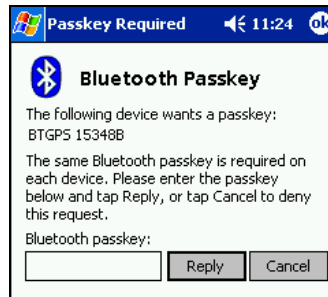 Passkey Required 11:24 ok
Bluetooth Passkey
The following device wants a passkey:
BTGPS 15348B
The same Bluetooth passkey is required on
each device. Please enter the passkey
below and tap Reply, or tap Cancel to deny
this request.
Bluetooth passkey:
Reply Cancel